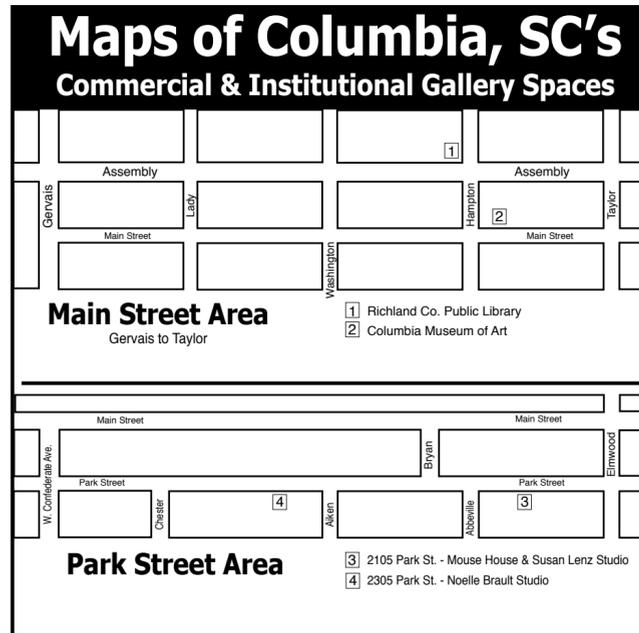 Maps of Columbia, SC's
Commercial & Institutional Gallery Spaces
1
Assembly
Assembly
Gervais
Lady
Washington
Hampton
2
Taylor
Main Street
Main Street
Main Street Area
Gervais to Taylor
1 Richland Co. Public Library
2 Columbia Museum of Art
Main Street
Main Street
W. Confederate Ave.
Bryan
Elmwood
Park Street
Park Street
Chester
4
Aiken
Abbeville
3
Park Street Area
3 2105 Park St. - Mouse House & Susan Lenz Studio
4 2305 Park St. - Noelle Brault Studio